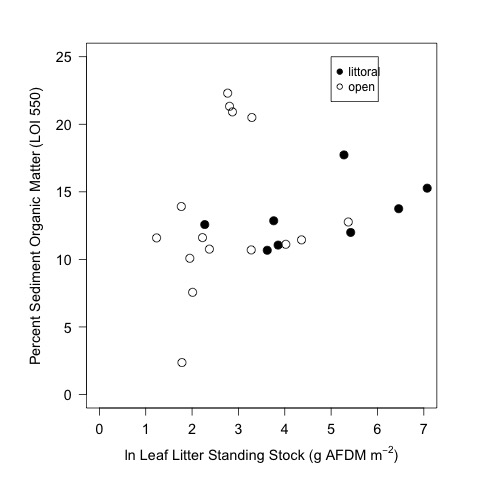 25
20
15
10
5
0
Percent Sediment Organic Matter (LOI 550)
littoral
open
0 1 2 3 4 5 6 7
ln Leaf Litter Standing Stock (g AFDM m⁻²)